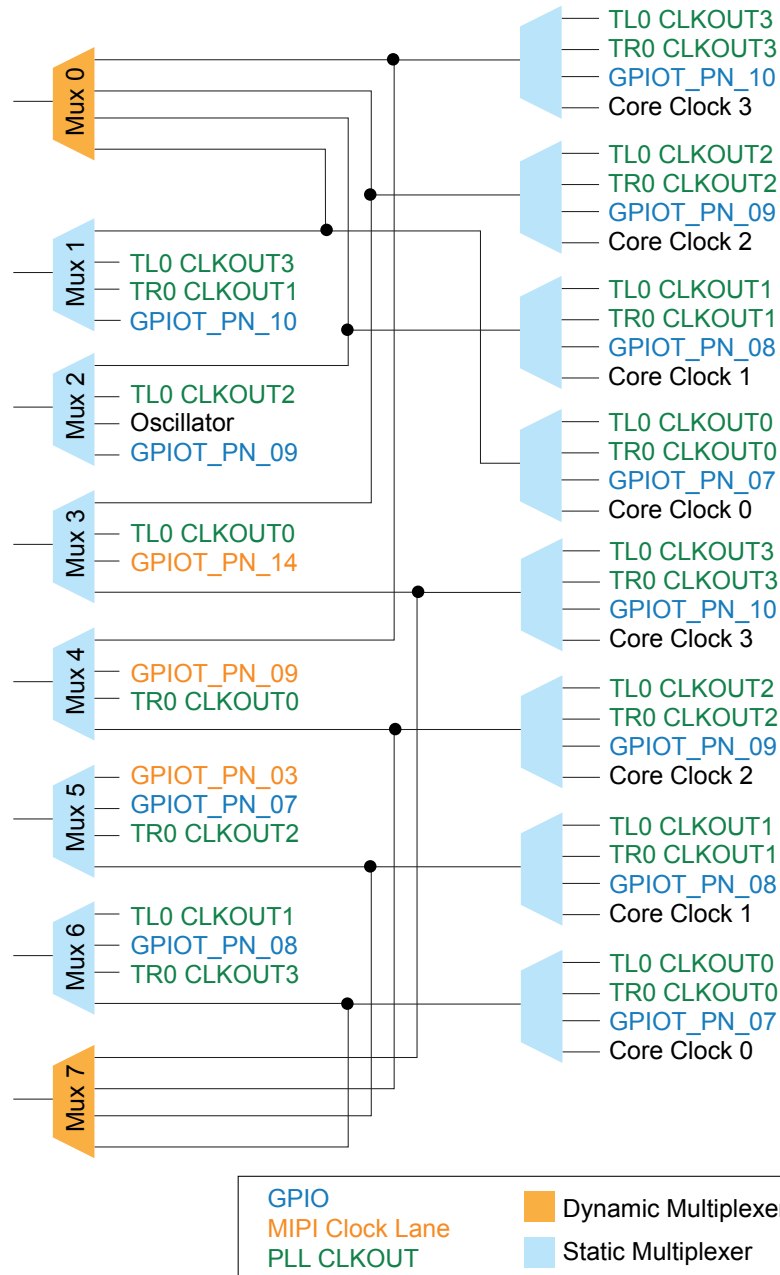 Mux 0
Mux 1
TL0 CLKOUT3
TR0 CLKOUT1
GPIOT_PN_10
Mux 2
TL0 CLKOUT2
Oscillator
GPIOT_PN_09
Mux 3
TL0 CLKOUT0
GPIOT_PN_14
Mux 4
GPIOT_PN_09
TR0 CLKOUT0
Mux 5
GPIOT_PN_03
GPIOT_PN_07
TR0 CLKOUT2
Mux 6
TL0 CLKOUT1
GPIOT_PN_08
TR0 CLKOUT3
Mux 7
TL0 CLKOUT3
TR0 CLKOUT3
GPIOT_PN_10
Core Clock 3
TL0 CLKOUT2
TR0 CLKOUT2
GPIOT_PN_09
Core Clock 2
TL0 CLKOUT1
TR0 CLKOUT1
GPIOT_PN_08
Core Clock 1
TL0 CLKOUT0
TR0 CLKOUT0
GPIOT_PN_07
Core Clock 0
TL0 CLKOUT3
TR0 CLKOUT3
GPIOT_PN_10
Core Clock 3
TL0 CLKOUT2
TR0 CLKOUT2
GPIOT_PN_09
Core Clock 2
TL0 CLKOUT1
TR0 CLKOUT1
GPIOT_PN_08
Core Clock 1
TL0 CLKOUT0
TR0 CLKOUT0
GPIOT_PN_07
Core Clock 0
GPIO
MIPI Clock Lane
PLL CLKOUT
Dynamic Multiplexer
Static Multiplexer